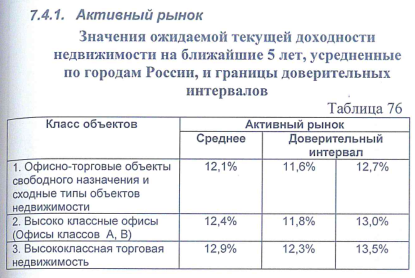 7.4.1. Активный рынок
Значения ожидаемой текущей доходности
недвижимости на ближайшие 5 лет, усредненные
по городам России, и границы доверительных
интервалов
Таблица 76
Класс объектов Активный рынок
Среднее Доверительный
интервал
1. Офисно-торговые объекты 12,1% 11,6% 12,7%
свободного назначения и
сходные типы объектов
недвижимости
2. Высоко классные офисы 12,4% 11,8% 13,0%
(Офисы классов А, В)
3. Высококлассная торговая 12,9% 12,3% 13,5%
недвижимость